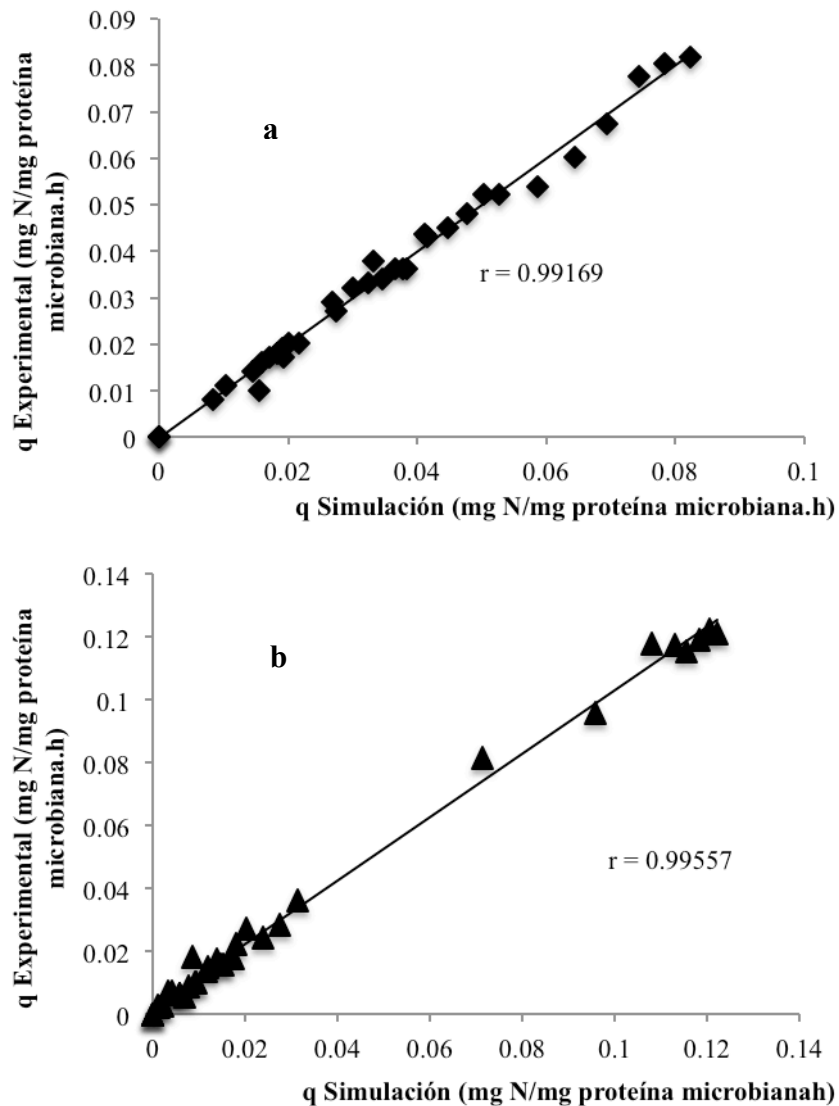 0.09
0.08
0.07
0.06
0.05
0.04
0.03
0.02
0.01
0
q Experimental (mg N/mg proteína
microbiana.h)
a
r = 0.99169
0 0.02 0.04 0.06 0.08 0.1
q Simulación (mg N/mg proteína microbiana.h)
0.14
0.12
0.1
0.08
0.06
0.04
0.02
0
q Experimental (mg N/mg proteína
microbiana.h)
b
r = 0.99557
0 0.02 0.04 0.06 0.08 0.1 0.12 0.14
q Simulación (mg N/mg proteína microbianah)